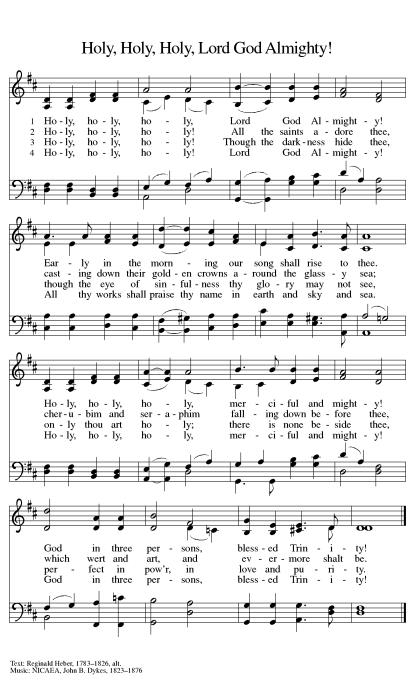 Holy, Holy, Holy, Lord God Almighty!
1 Ho - ly, ho - ly, ho - ly, Lord God Al - might - y!
2 Ho - ly, ho - ly, ho - ly! All the saints a - dore thee,
3 Ho - ly, ho - ly, ho - ly! Though the dark - ness hide thee,
4 Ho - ly, ho - ly, ho - ly! Lord God Al - might - y!
Ear - ly in the morn - ing our song shall rise to thee.
cast - ing down their gold - en crowns a - round the glass - y sea;
though the eye of sin - ful - ness thy glo - ry may not see,
All thy works shall praise thy name in earth and sky and sea.
Ho - ly, ho - ly, ho - ly, mer - ci - ful and might - y!
cher - u - bim and ser - a - phim fall - ing down be - fore thee,
on - ly thou art ho - ly; there is none be - side thee,
Ho - ly, ho - ly, ho - ly, mer - ci - ful and might - y!
God in three per - sons, bless - ed Trin - i - ty!
which wert and art, and ev - er - more shalt be.
per - fect in pow'r, in love and pu - ri - ty.
God in three per - sons, bless - ed Trin - i - ty!
Text: Reginald Heber, 1783–1826, alt.
Music: NICAEA, John B. Dykes, 1823–1876